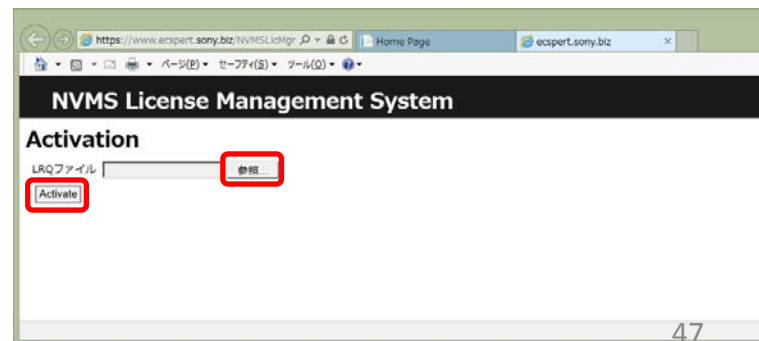 https://www.ecspert.sony.biz/NVMSLicMgr
Home Page
ecspert.sony.biz
ページ(P)
セーフティ(S)
ツール(O)
NVMS License Management System
Activation
LRQファイル
参照...
Activate
47